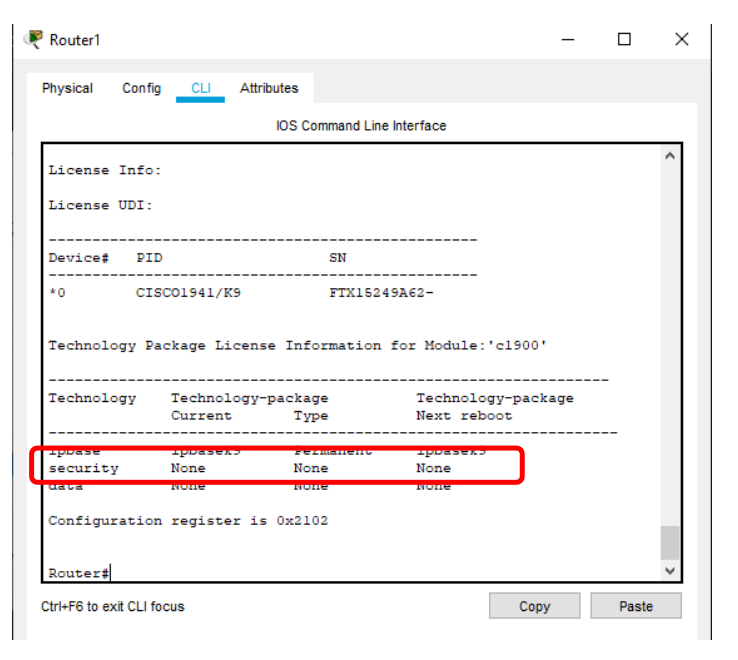 Router1
Physical Config CLI Attributes
IOS Command Line Interface
License Info:
License UDI:
-------------------------------------------------
Device# PID SN
-------------------------------------------------
*0 CISCO1941/K9 FTX15249A62-
Technology Package License Information for Module:'c1900'
----------------------------------------------------------------
Technology Technology-package Technology-package
Current Type Next reboot
-----------------------------------------------------------------
ipbase ipbasek9 Permanent ipbasek9
security None None None
data None None None
Configuration register is 0x2102
Router#
Ctrl+F6 to exit CLI focus Copy Paste